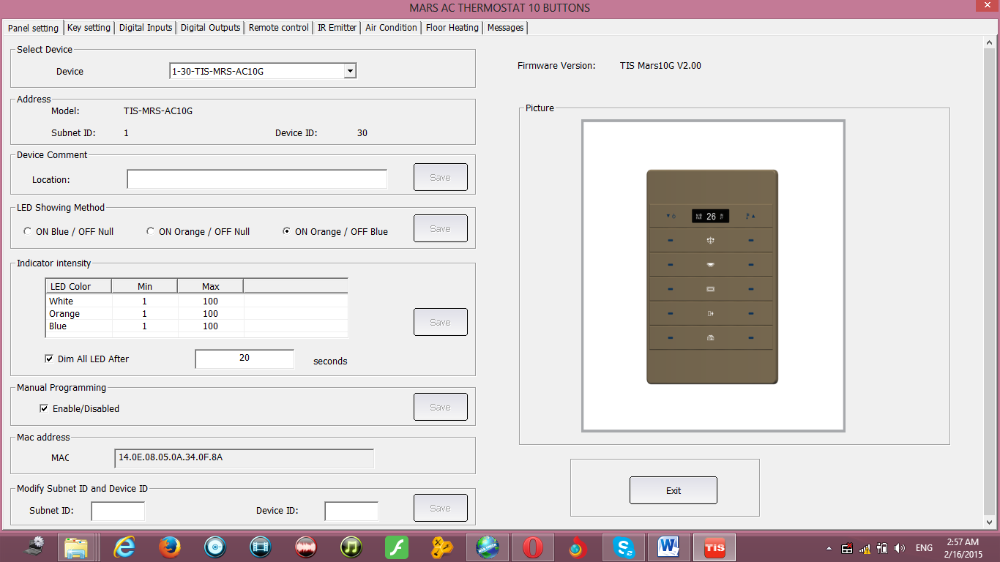 MARS AC THERMOSTAT 10 BUTTONS
Panel setting Key setting Digital Inputs Digital Outputs Remote control IR Emitter Air Condition Floor Heating Messages
Select Device
Device 1-30-TIS-MRS-AC10G
Address
Model: TIS-MRS-AC10G
Subnet ID: 1 Device ID: 30
Device Comment
Location: Save
LED Showing Method
ON Blue / OFF Null ON Orange / OFF Null ON Orange / OFF Blue Save
Indicator intensity
LED Color Min Max
White 1 100
Orange 1 100
Blue 1 100
Save
Dim All LED After 20 seconds
Manual Programming
Enable/Disabled Save
Mac address
MAC 14.0E.08.05.0A.34.0F.8A
Modify Subnet ID and Device ID
Subnet ID: Device ID: Save
Firmware Version: TIS Mars10G V2.00
Picture
26
Exit
TIS
ENG
2:57 AM
2/16/2015